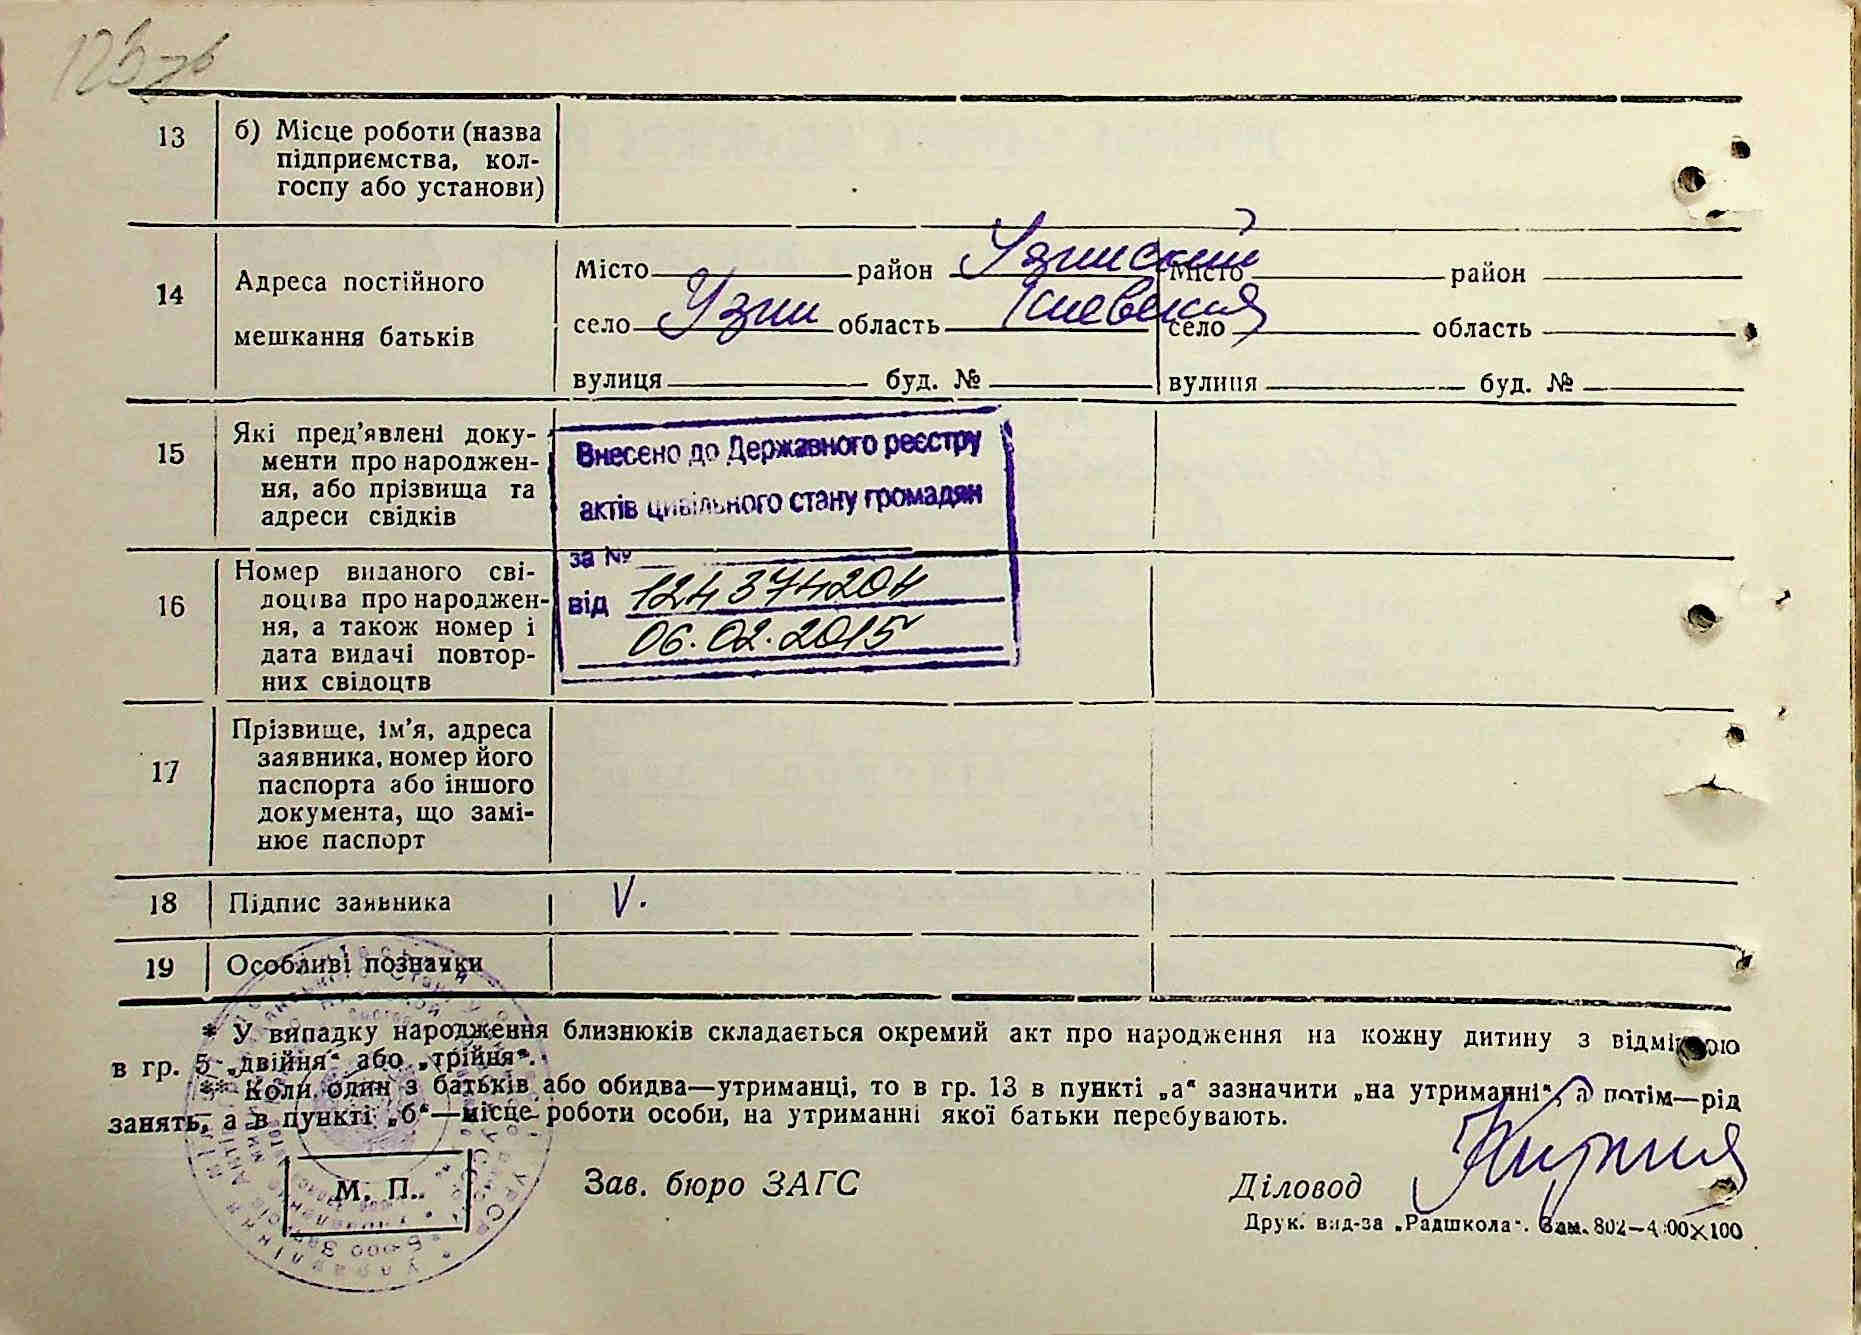 123зв
13 б) Місце роботи (назва
підприємства, кол-
госпу або установи)
14 Адреса постійного
мешкання батьків
Місто район Узинский Місто район
село Узин область Киевская село область
вулиця буд. № вулиця буд. №
15 Які пред'явлені доку-
менти про народжен-
ня, або прізвища та
адреси свідків
Внесено до Державного реєстру
актів цивільного стану громадян
за №
від 124374204
06.02.2015
16 Номер виданого сві-
доцтва про народжен-
ня, а також номер і
дата видачі повтор-
них свідоцтв
17 Прізвище, ім'я, адреса
заявника, номер його
паспорта або іншого
документа, що замі-
нює паспорт
18 Підпис заявника V.
19 Особливі позначки
* У випадку народження близнюків складається окремий акт про народження на кожну дитину з відміткою
в гр. 5 „двійня“ або „трійня“.
** Коли один з батьків або обидва—утриманці, то в гр. 13 в пункті „а“ зазначити „на утриманні“, а потім—рід
занять, а в пункті „б“—місце роботи особи, на утриманні якої батьки перебувають.
М. П. Зав. бюро ЗАГС Діловод
Друк. вид-за „Радшкола“. Зам. 802—4000×100